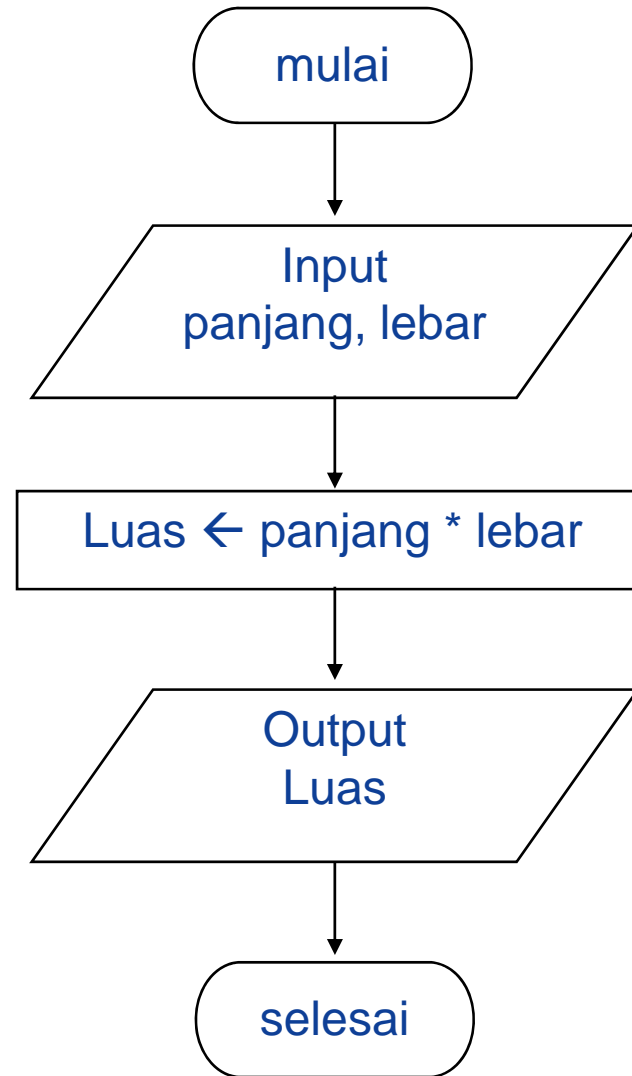 mulai
Input
panjang, lebar
Luas ← panjang * lebar
Output
Luas
selesai